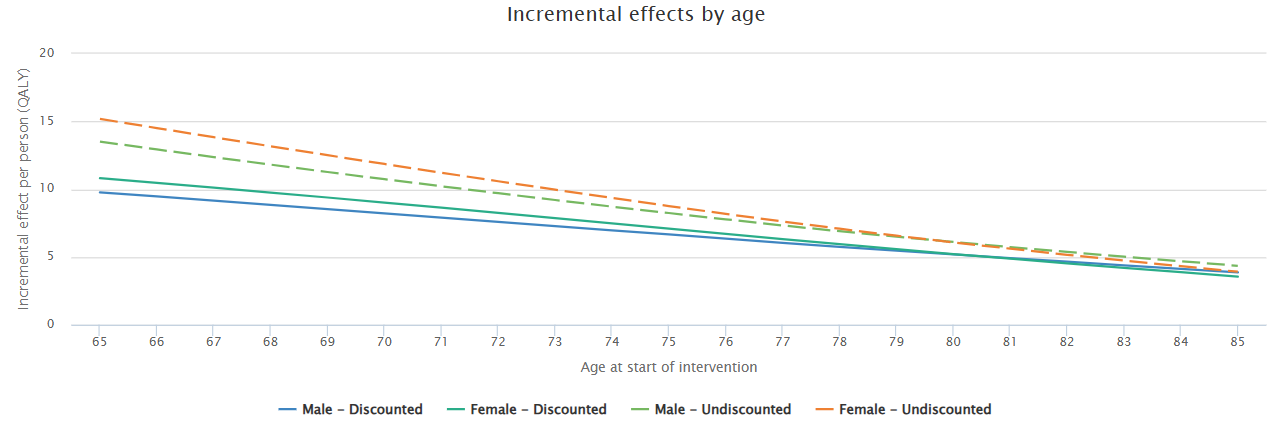 Incremental effects by age
Incremental effect per person (QALY)
20
15
10
5
0
65 66 67 68 69 70 71 72 73 74 75 76 77 78 79 80 81 82 83 84 85
Age at start of intervention
Male – Discounted Female – Discounted Male – Undiscounted Female – Undiscounted